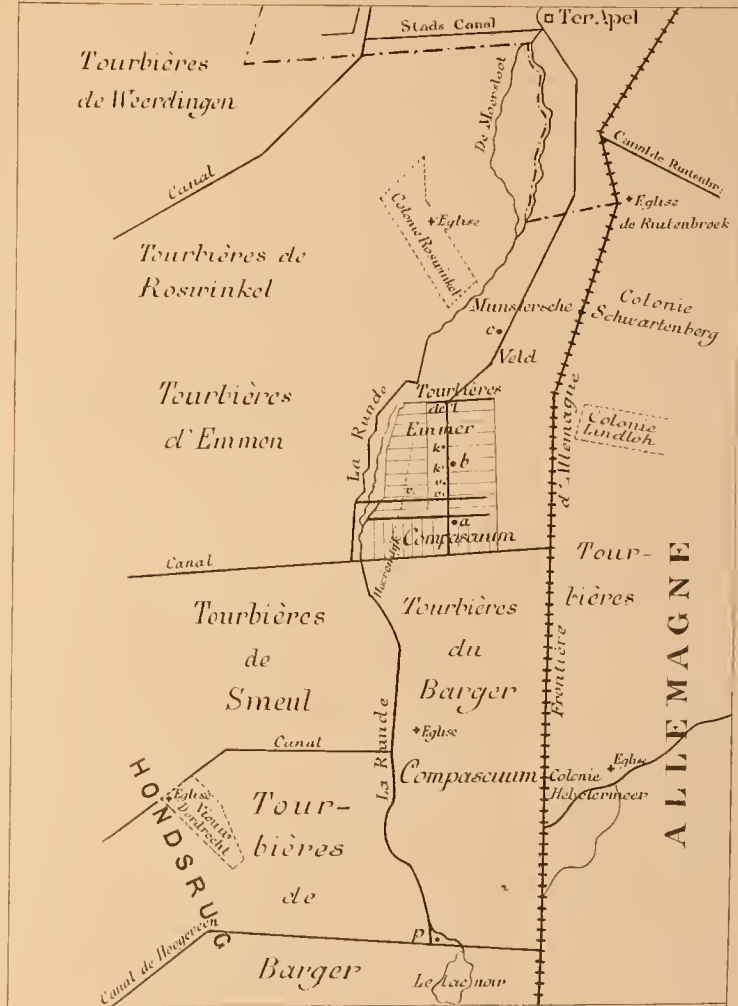 Stads Canal
Ter Apel
Tourbières
de Weerdingen
De Moersloot
Canal
Colonie Roswinkel
Eglise
Eglise
de Rutenbroek
Tourbières de
Roswinkel
Munstersche
c
Veld
Colonie
Schwartenberg
Tourbières
d'Emmen
La Runde
Tourbières
de l'
Emmer
k
b
k
v
v
v
a
Compascuum
Colonie
Lindloh
Frontière d'Allemagne
Canal
Heerendijk
Tour-
bières
ALLEMAGNE
Tourbières
de
Smeul
Tourbières
du
Barger
Compascuum
La Runde
Eglise
Canal
Colonie
Eglise
HONDSRUG
Eglise
Nieuw
Dordrecht
Tour-
bières
de
Barger
Canal de Hoogeveen
p
Le lac noir